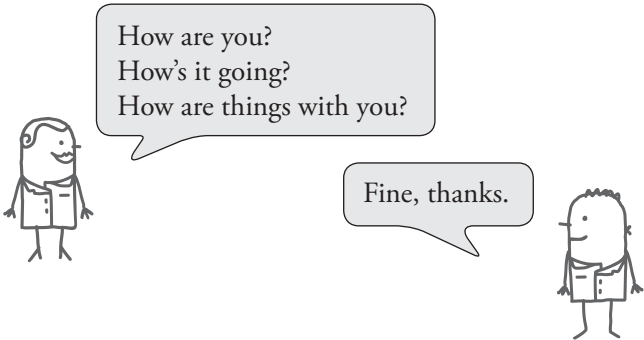 How are you?
How's it going?
How are things with you?
Fine, thanks.